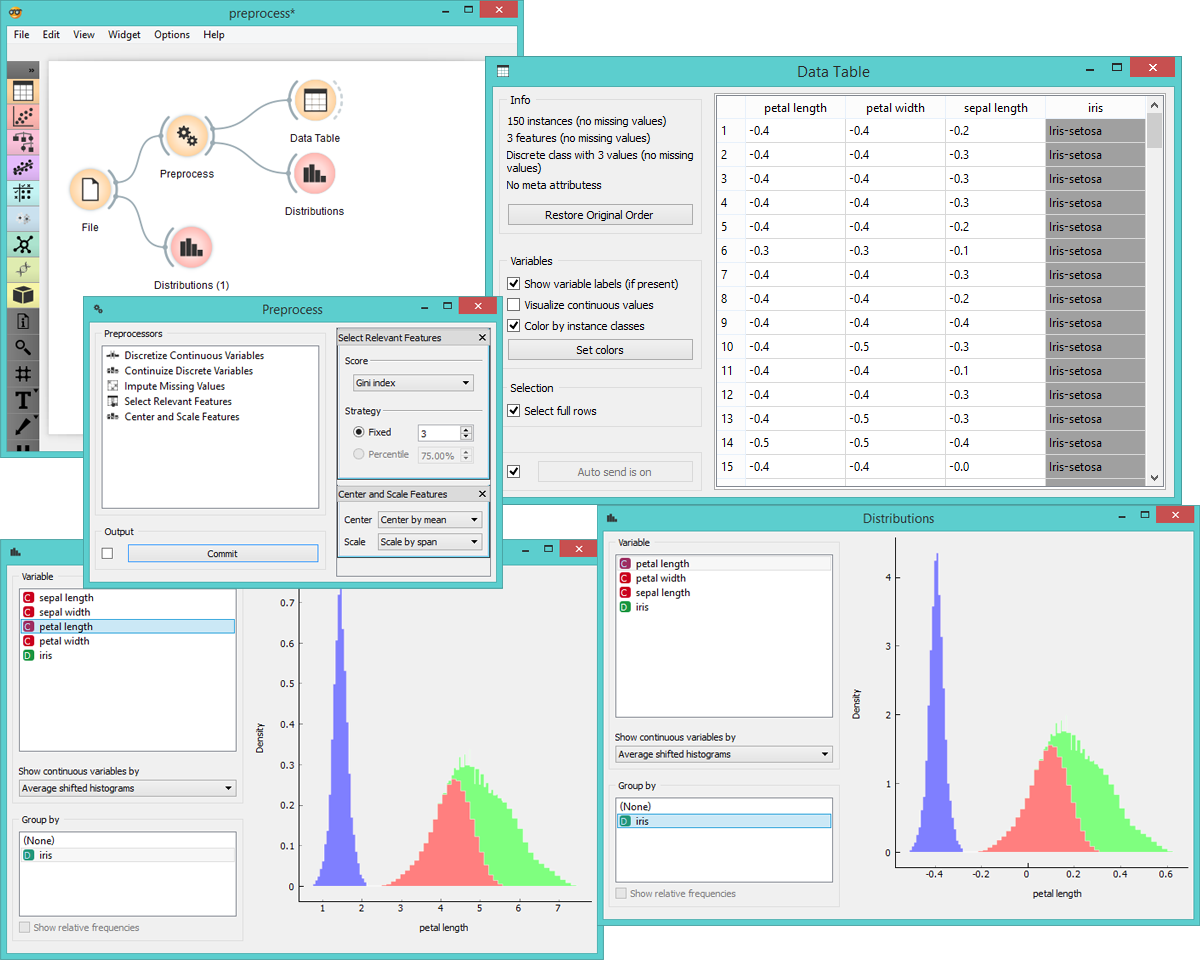 preprocess*
File Edit View Widget Options Help
»
Data Table
Preprocess
Distributions
File
Distributions (1)
Data Table
Info
150 instances (no missing values)
3 features (no missing values)
Discrete class with 3 values (no missing
values)
No meta attributess
Restore Original Order
Variables
Show variable labels (if present)
Visualize continuous values
Color by instance classes
Set colors
Selection
Select full rows
Auto send is on
petal length petal width sepal length iris
1 -0.4 -0.4 -0.2 Iris-setosa
2 -0.4 -0.4 -0.3 Iris-setosa
3 -0.4 -0.4 -0.3 Iris-setosa
4 -0.4 -0.4 -0.3 Iris-setosa
5 -0.4 -0.4 -0.2 Iris-setosa
6 -0.3 -0.3 -0.1 Iris-setosa
7 -0.4 -0.4 -0.3 Iris-setosa
8 -0.4 -0.4 -0.2 Iris-setosa
9 -0.4 -0.4 -0.4 Iris-setosa
10 -0.4 -0.5 -0.3 Iris-setosa
11 -0.4 -0.4 -0.1 Iris-setosa
12 -0.4 -0.4 -0.3 Iris-setosa
13 -0.4 -0.5 -0.3 Iris-setosa
14 -0.5 -0.5 -0.4 Iris-setosa
15 -0.4 -0.4 -0.0 Iris-setosa
Preprocess
Preprocessors
Discretize Continuous Variables
Continuize Discrete Variables
Impute Missing Values
Select Relevant Features
Center and Scale Features
Output
Commit
Select Relevant Features
Score
Gini index
Strategy
Fixed 3
Percentile 75.00%
Center and Scale Features
Center Center by mean
Scale Scale by span
Variable
C sepal length
C sepal width
C petal length
C petal width
D iris
Show continuous variables by
Average shifted histograms
Group by
(None)
D iris
Show relative frequencies
Density
0.7
0.6
0.5
0.4
0.3
0.2
0.1
0
1 2 3 4 5 6 7
petal length
Distributions
Variable
C petal length
C petal width
C sepal length
D iris
Show continuous variables by
Average shifted histograms
Group by
(None)
D iris
Show relative frequencies
Density
4
3
2
1
0
-0.4 -0.2 0 0.2 0.4 0.6
petal length